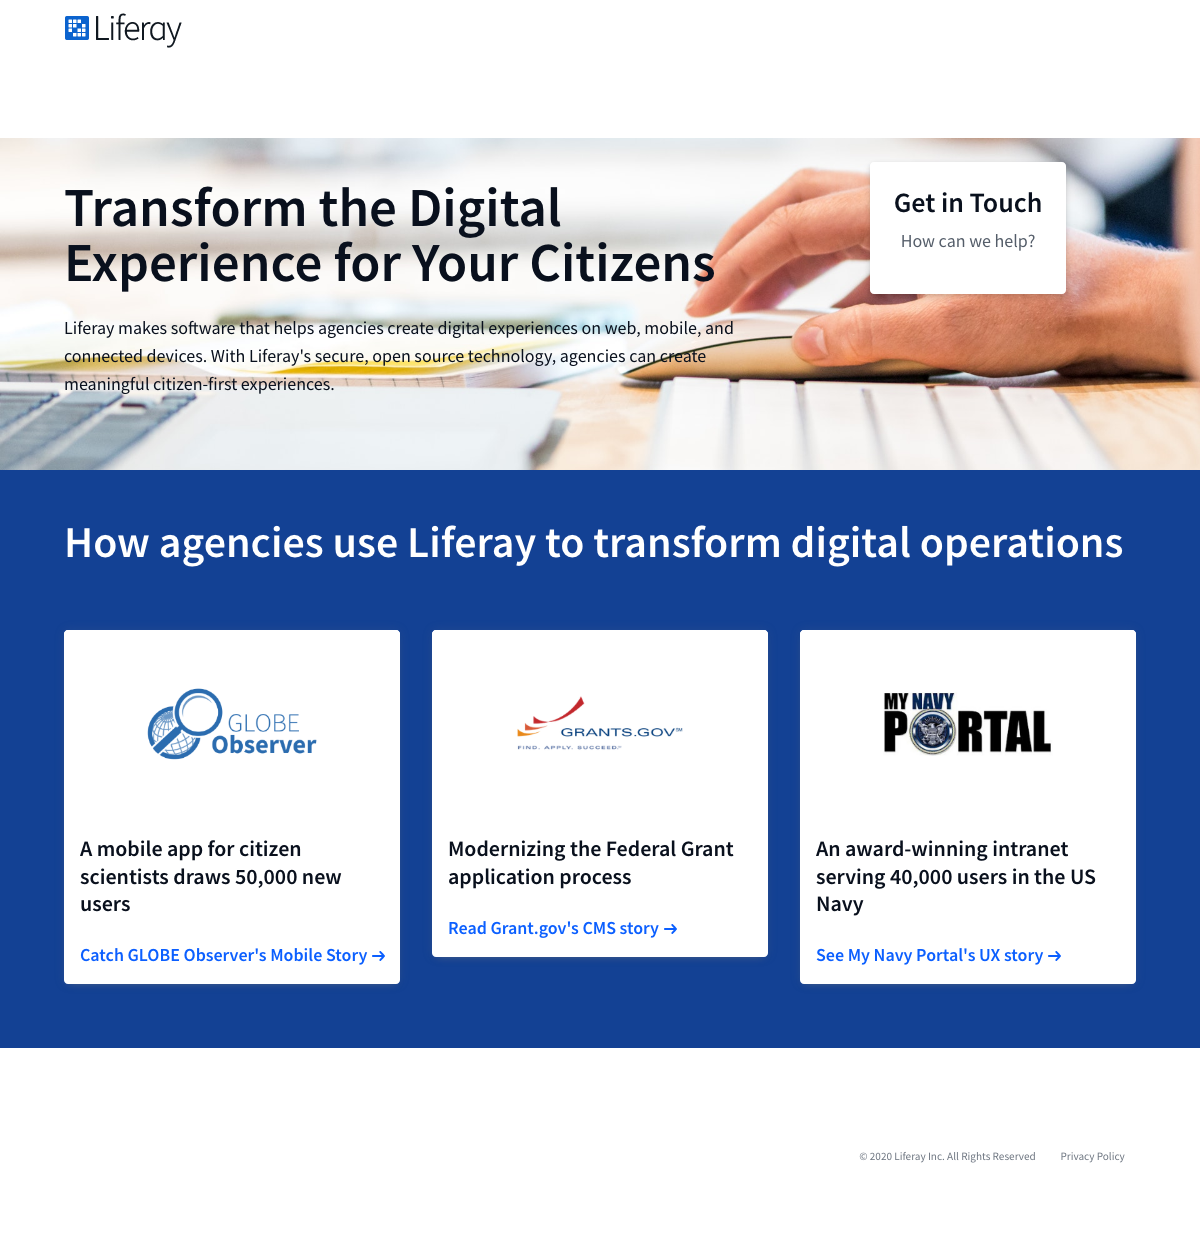 Liferay
Transform the Digital
Experience for Your Citizens
Liferay makes software that helps agencies create digital experiences on web, mobile, and
connected devices. With Liferay's secure, open source technology, agencies can create
meaningful citizen-first experiences.
Get in Touch
How can we help?
How agencies use Liferay to transform digital operations
GLOBE
Observer
A mobile app for citizen
scientists draws 50,000 new
users
Catch GLOBE Observer's Mobile Story →
GRANTS.GOV℠
FIND. APPLY. SUCCEED.℠
Modernizing the Federal Grant
application process
Read Grant.gov's CMS story →
MY NAVY
PORTAL
An award-winning intranet
serving 40,000 users in the US
Navy
See My Navy Portal's UX story →
© 2020 Liferay Inc. All Rights Reserved Privacy Policy